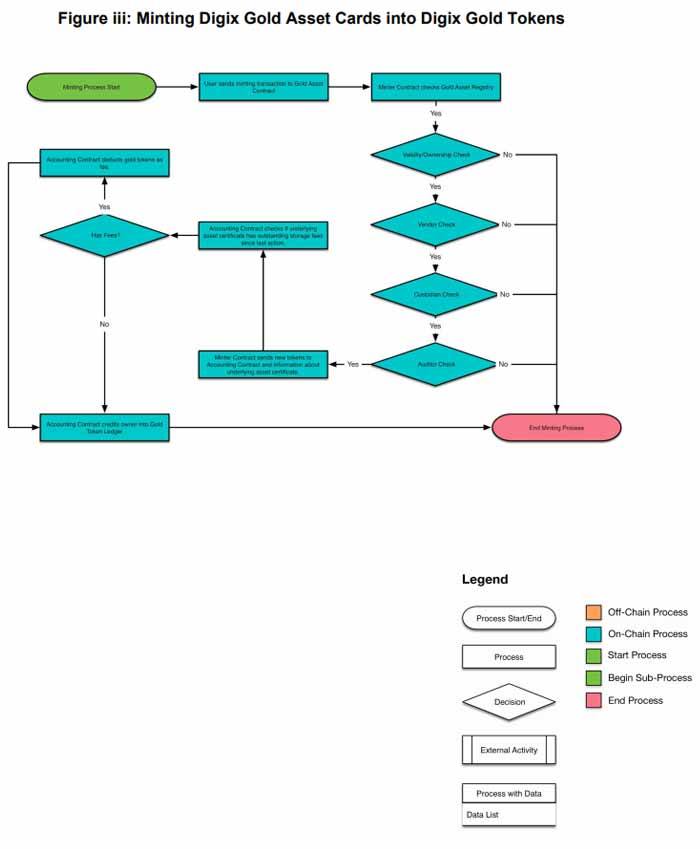 Figure iii: Minting Digix Gold Asset Cards into Digix Gold Tokens
Minting Process Start
User sends minting transaction to Gold Asset
Contract
Minter Contract checks Gold Asset Registry
Yes
Validity/Ownership Check
No
Accounting Contract deducts gold tokens as
fee.
Yes
Yes
Has Fees?
Accounting Contract checks if underlying
asset certificate has outstanding storage fees
since last action.
Vendor Check
No
Yes
Custodian Check
No
No
Yes
Minter Contract sends new tokens to
Accounting Contract and information about
underlying asset certificate.
Yes
Auditor Check
No
Accounting Contract credits owner into Gold
Token Ledger
End Minting Process
Legend
Process Start/End
Process
Decision
External Activity
Process with Data
Data List
Off-Chain Process
On-Chain Process
Start Process
Begin Sub-Process
End Process